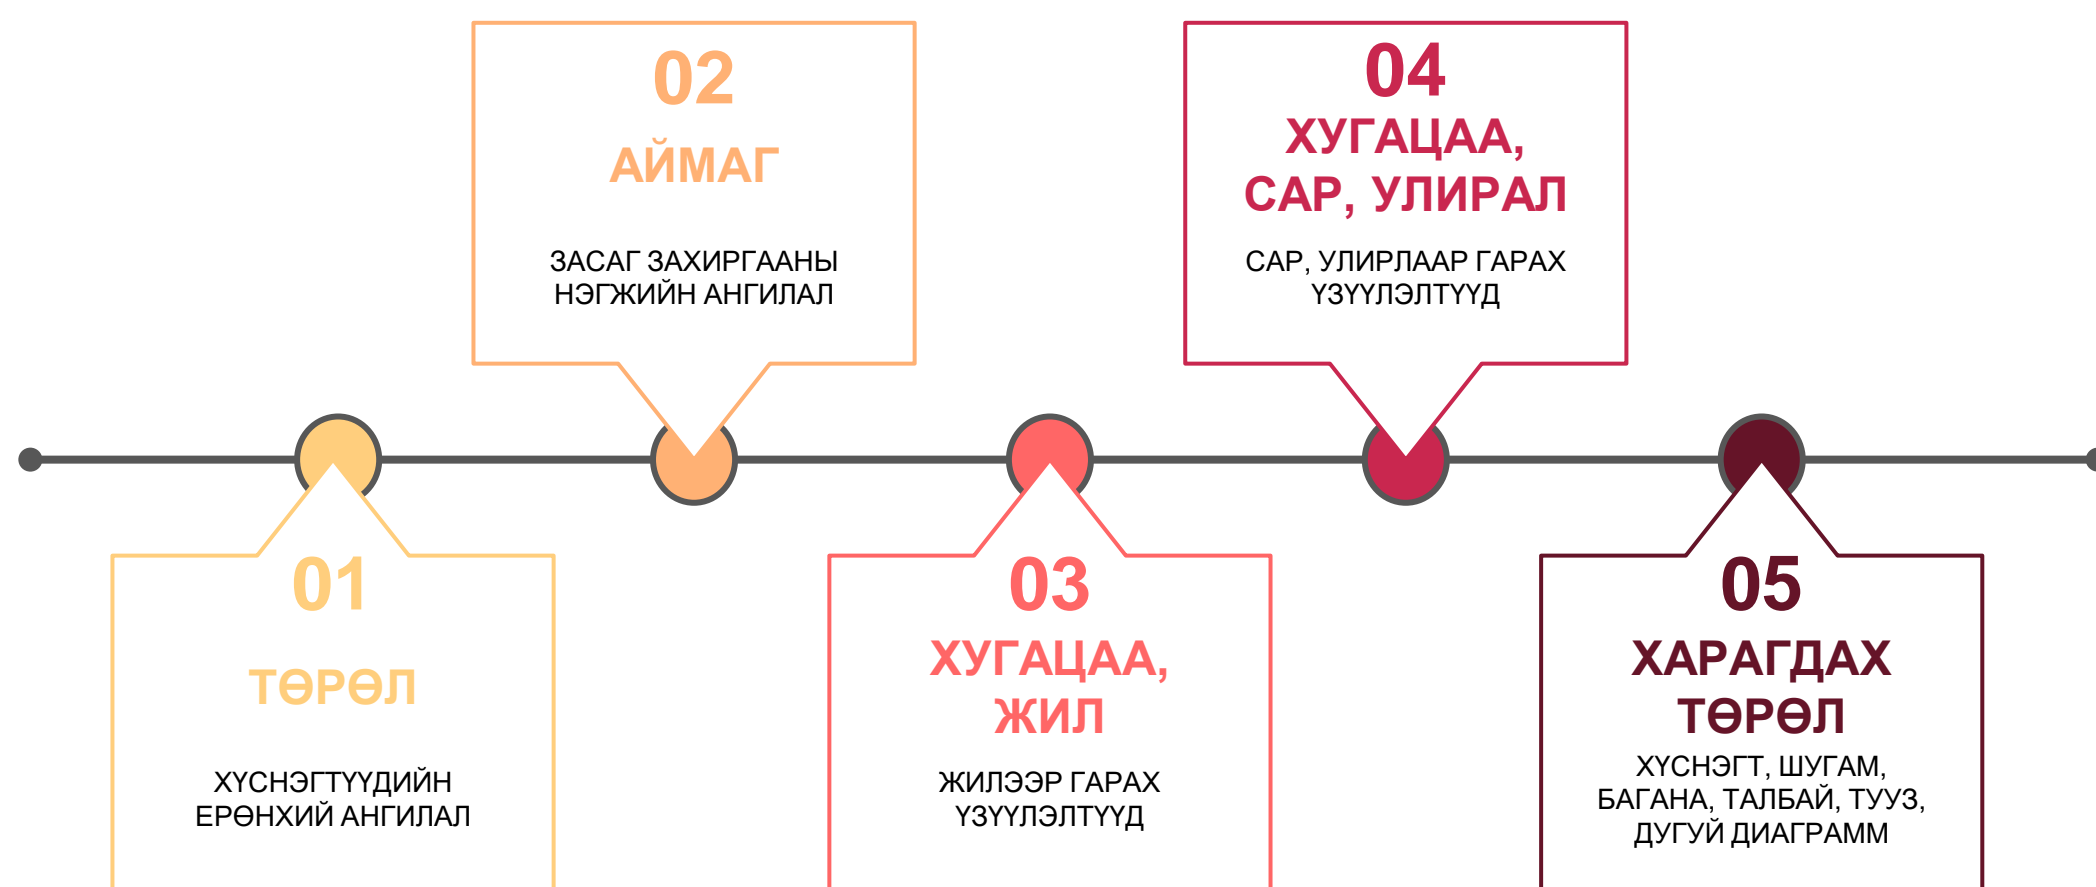 01
ТӨРӨЛ
ХҮСНЭГТҮҮДИЙН
ЕРӨНХИЙ АНГИЛАЛ
02
АЙМАГ
ЗАСАГ ЗАХИРГААНЫ
НЭГЖИЙН АНГИЛАЛ
03
ХУГАЦАА,
ЖИЛ
ЖИЛЭЭР ГАРАХ
ҮЗҮҮЛЭЛТҮҮД
04
ХУГАЦАА,
САР, УЛИРАЛ
САР, УЛИРЛААР ГАРАХ
ҮЗҮҮЛЭЛТҮҮД
05
ХАРАГДАХ
ТӨРӨЛ
ХҮСНЭГТ, ШУГАМ,
БАГАНА, ТАЛБАЙ, ТУУЗ,
ДУГУЙ ДИАГРАММ